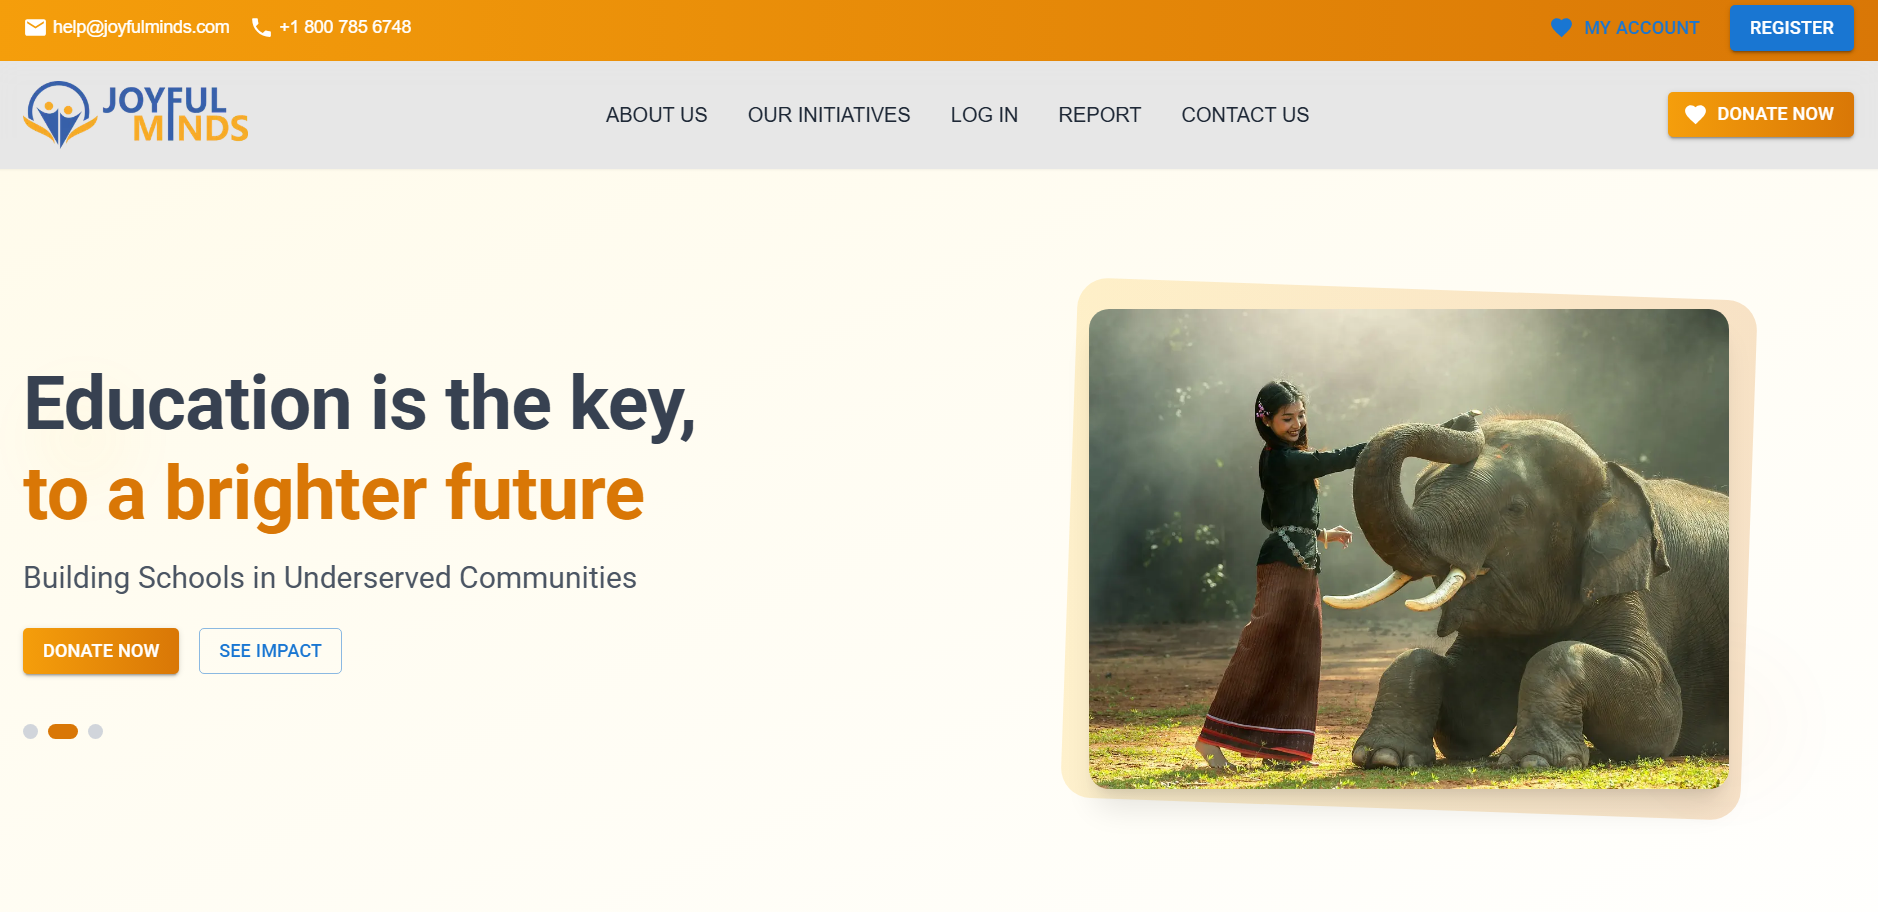 help@joyfulminds.com
+1 800 785 6748
MY ACCOUNT
REGISTER
JOYFUL
MINDS
ABOUT US
OUR INITIATIVES
LOG IN
REPORT
CONTACT US
DONATE NOW
Education is the key,
to a brighter future
Building Schools in Underserved Communities
DONATE NOW
SEE IMPACT